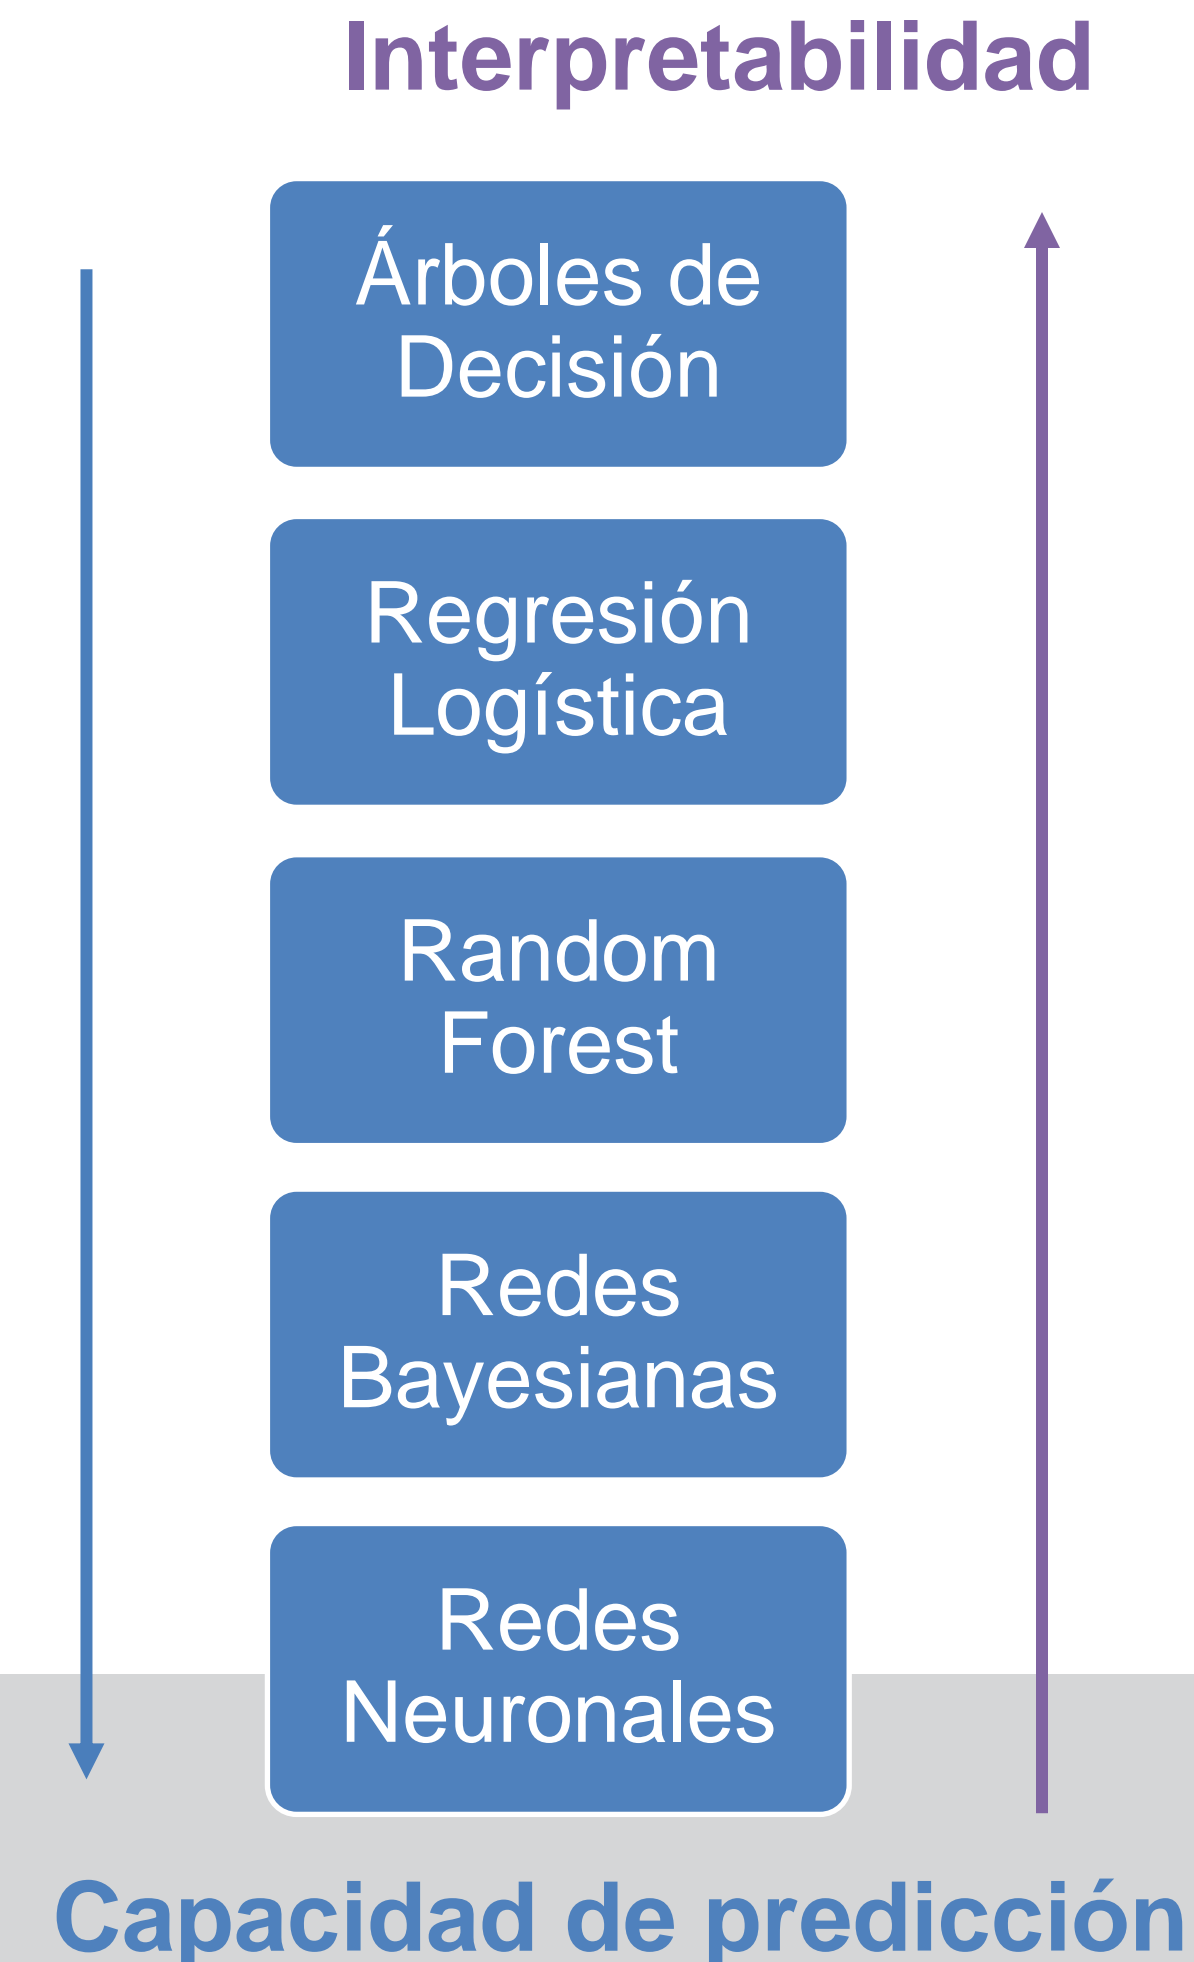 Interpretabilidad
Árboles de
Decisión
Regresión
Logística
Random
Forest
Redes
Bayesianas
Redes
Neuronales
Capacidad de predicción